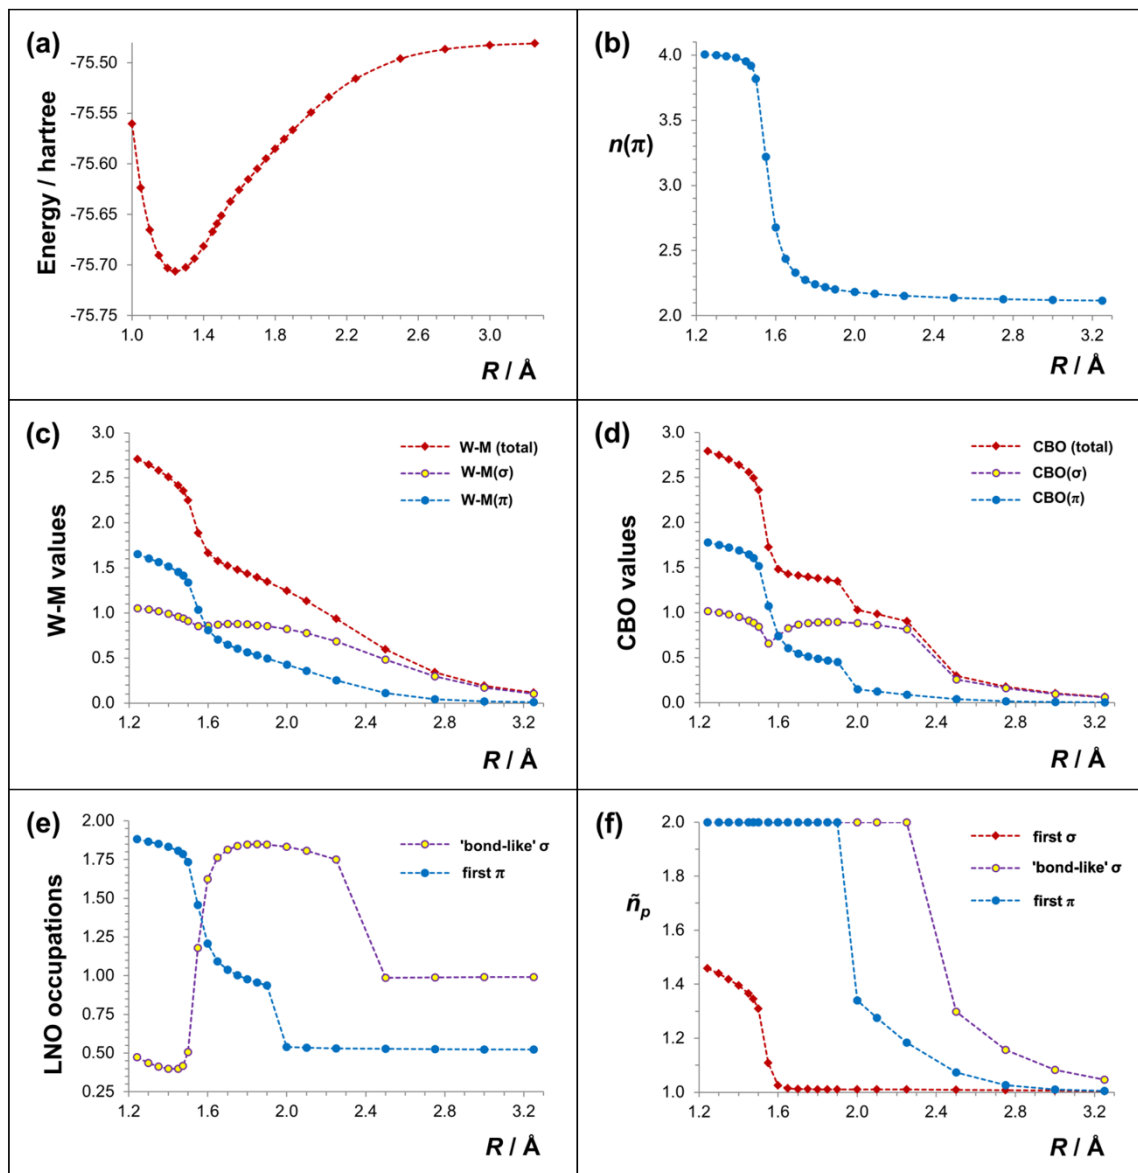 (a)
Energy / hartree
-75.50
-75.55
-75.60
-75.65
-75.70
-75.75
1.0 1.4 1.8 2.2 2.6 3.0
R / Å
(b)
n(π)
4.0
3.5
3.0
2.5
2.0
1.2 1.6 2.0 2.4 2.8 3.2
R / Å
(c)
W-M values
3.0
2.5
2.0
1.5
1.0
0.5
0.0
W-M (total)
W-M(σ)
W-M(π)
1.2 1.6 2.0 2.4 2.8 3.2
R / Å
(d)
CBO values
3.0
2.5
2.0
1.5
1.0
0.5
0.0
CBO (total)
CBO(σ)
CBO(π)
1.2 1.6 2.0 2.4 2.8 3.2
R / Å
(e)
LNO occupations
2.00
1.75
1.50
1.25
1.00
0.75
0.50
0.25
'bond-like' σ
first π
1.2 1.6 2.0 2.4 2.8 3.2
R / Å
(f)
ñp
2.0
1.8
1.6
1.4
1.2
1.0
first σ
'bond-like' σ
first π
1.2 1.6 2.0 2.4 2.8 3.2
R / Å